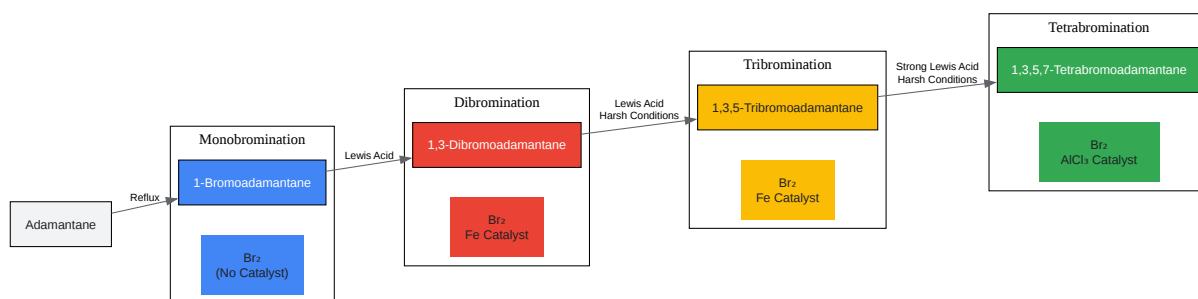 Adamantane
Reflux
Monobromination
1-Bromoadamantane
Br₂
(No Catalyst)
Lewis Acid
Dibromination
1,3-Dibromoadamantane
Br₂
Fe Catalyst
Lewis Acid
Harsh Conditions
Tribromination
1,3,5-Tribromoadamantane
Br₂
Fe Catalyst
Strong Lewis Acid
Harsh Conditions
Tetrabromination
1,3,5,7-Tetrabromoadamantane
Br₂
AlCl₃ Catalyst